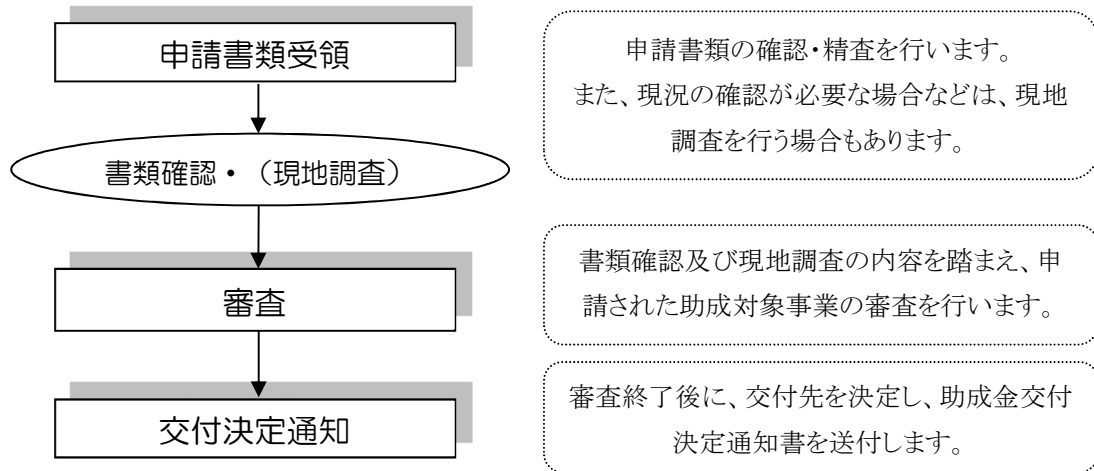 申請書類受領
申請書類の確認・精査を行います。
また、現況の確認が必要な場合などは、現地
調査を行う場合もあります。
書類確認・（現地調査）
書類確認及び現地調査の内容を踏まえ、申
請された助成対象事業の審査を行います。
審査
審査終了後に、交付先を決定し、助成金交付
決定通知書を送付します。
交付決定通知